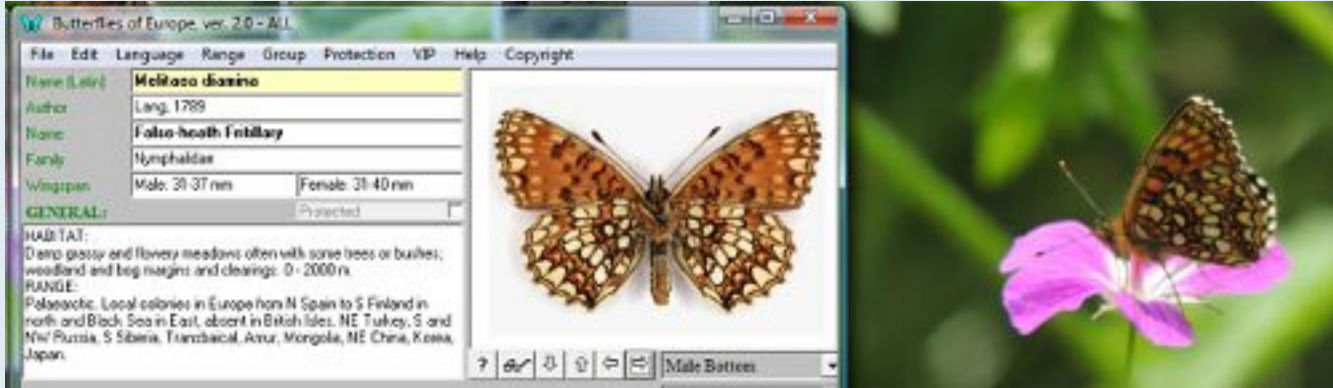 Butterflies of Europe, ver. 2.0 - ALL
File Edit Language Range Group Protection VIP Help Copyright
Name (Latin) Melitaea diamina
Author Lang, 1789
Name False-heath Fritillary
Family Nymphalidae
Wingspan Male: 31-37 mm Female: 31-40 mm
GENERAL: Protected
HABITAT:
Damp grassy and flowery meadows often with some trees or bushes;
woodland and bog margins and clearings. 0 - 2000 m.
RANGE:
Palaearctic. Local colonies in Europe from N Spain to S Finland in
north and Black Sea in East, absent in British Isles. NE Turkey, S and
NW Russia, S Siberia, Transbaical, Amur, Mongolia, NE China, Korea,
Japan.
? Male Bottom